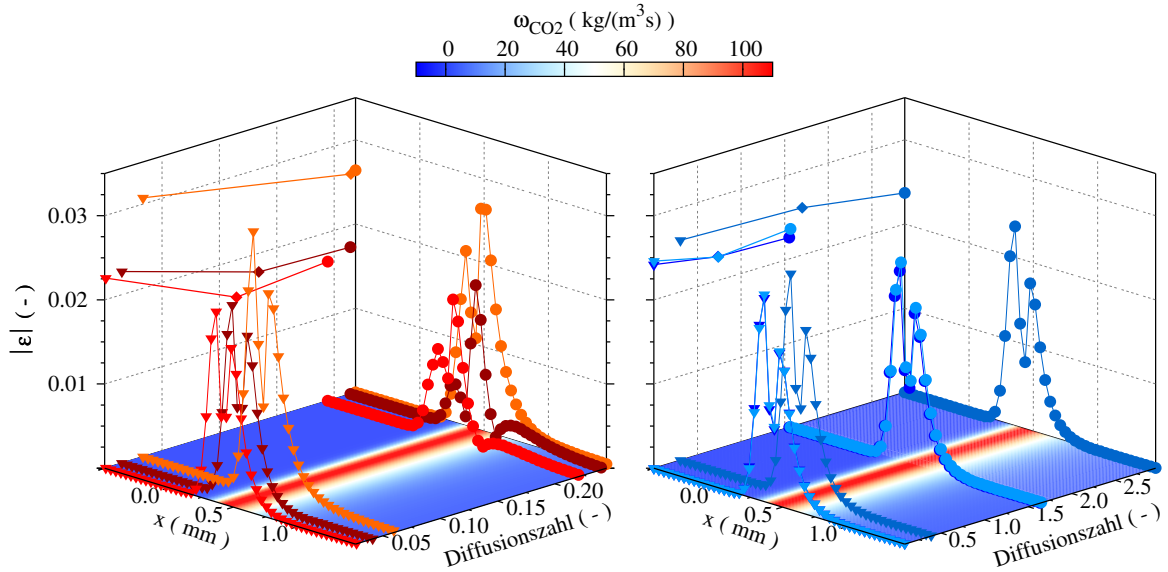 ω_CO2 ( kg/(m³s) )
0 20 40 60 80 100
|ε| ( - )
0.03
0.02
0.01
0.0 0.5 1.0
x ( mm )
0.05 0.10 0.15 0.20
Diffusionszahl ( - )
0.0 0.5 1.0
x ( mm )
0.5 1.0 1.5 2.0 2.5
Diffusionszahl ( - )